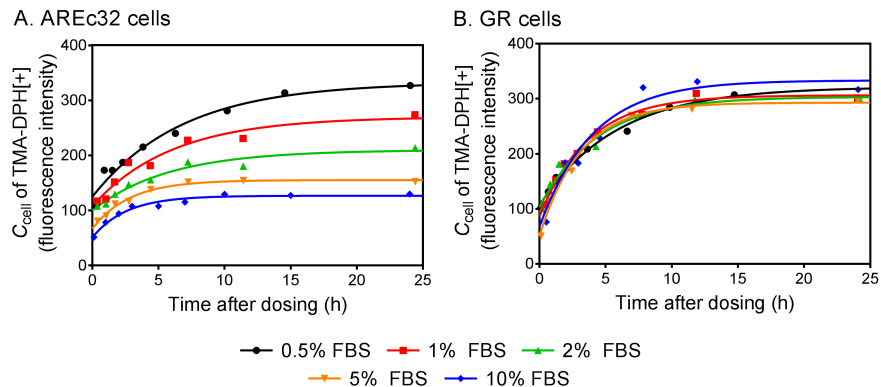 A. AREc32 cells
Ccell of TMA-DPH[+]
(fluorescence intensity)
400
300
200
100
0
0 5 10 15 20 25
Time after dosing (h)
B. GR cells
Ccell of TMA-DPH[+]
(fluorescence intensity)
400
300
200
100
0
0 5 10 15 20 25
Time after dosing (h)
0.5% FBS 1% FBS 2% FBS
5% FBS 10% FBS